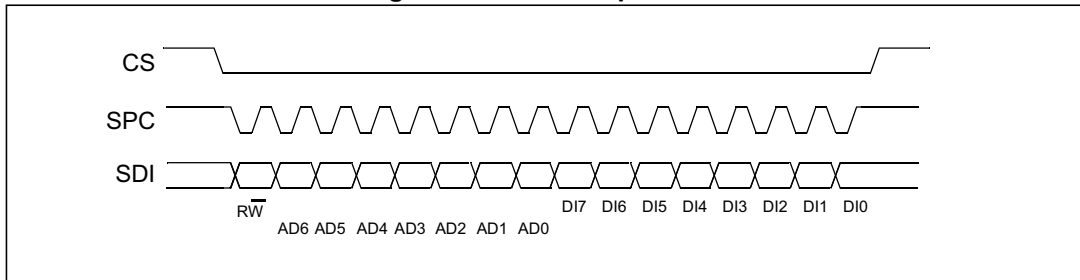 CS
SPC
SDI
RW̅
DI7 DI6 DI5 DI4 DI3 DI2 DI1 DI0
AD6 AD5 AD4 AD3 AD2 AD1 AD0